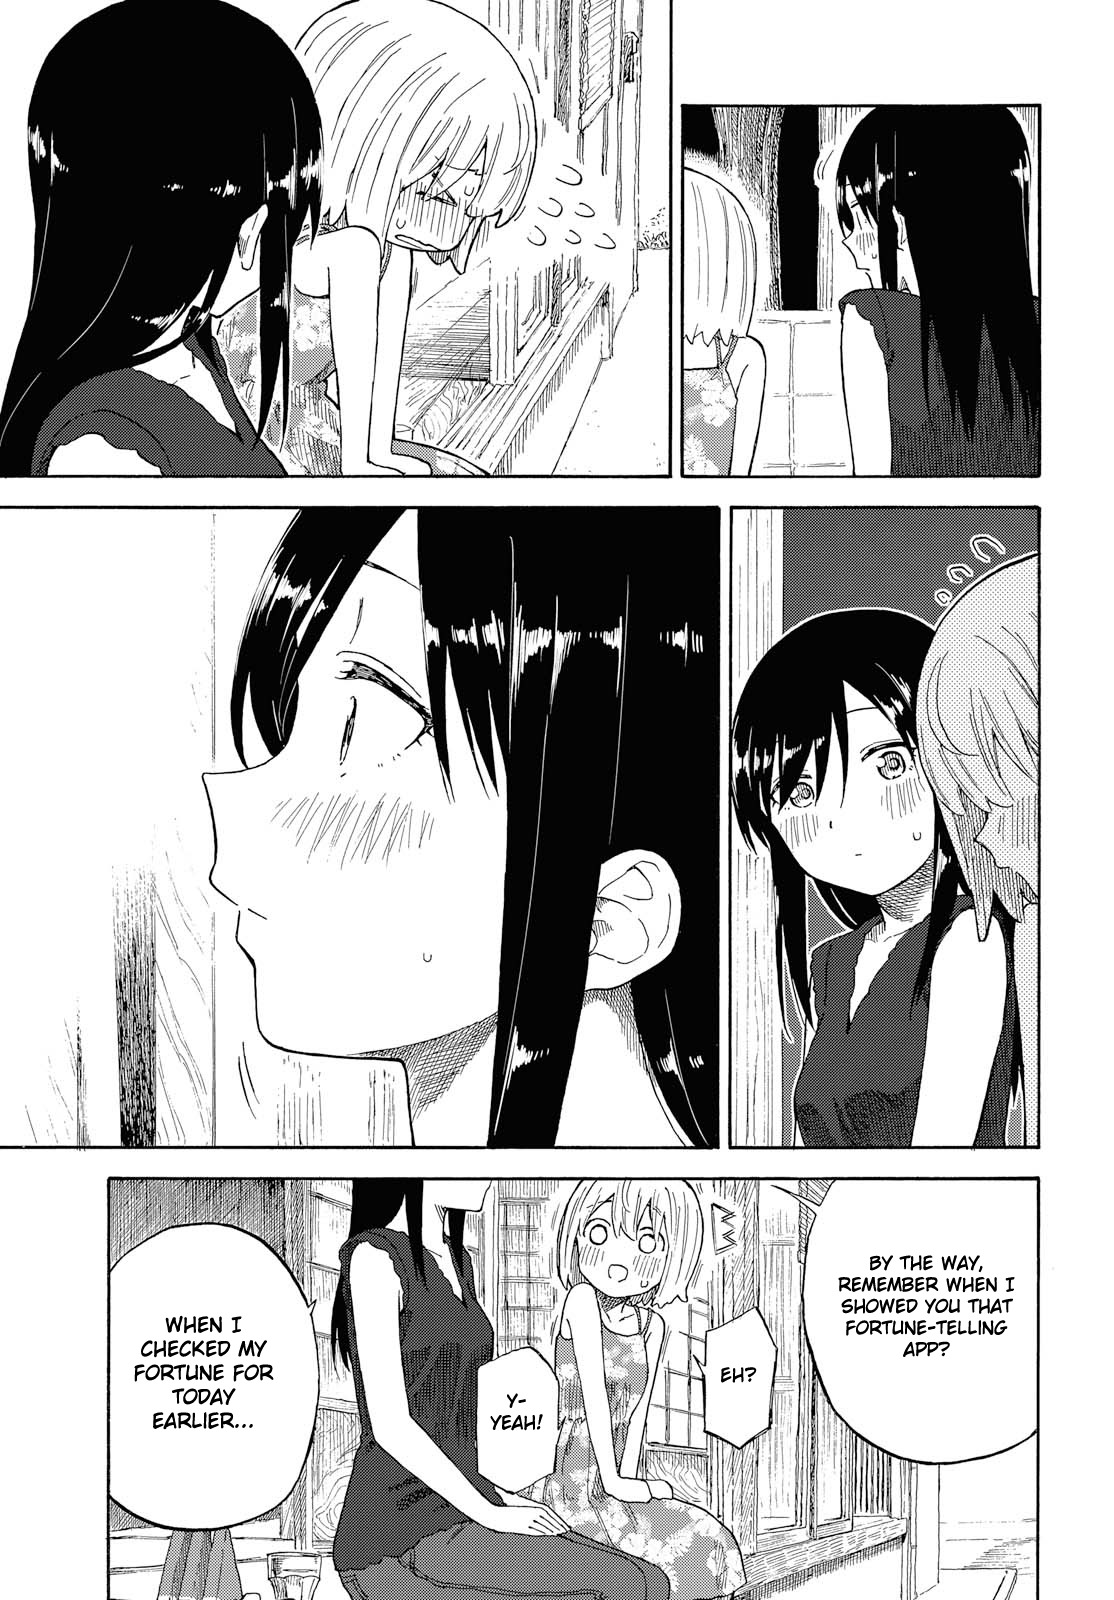 BY THE WAY,
REMEMBER WHEN I
SHOWED YOU THAT
FORTUNE-TELLING
APP?
EH?
Y-
YEAH!
WHEN I
CHECKED MY
FORTUNE FOR
TODAY
EARLIER...